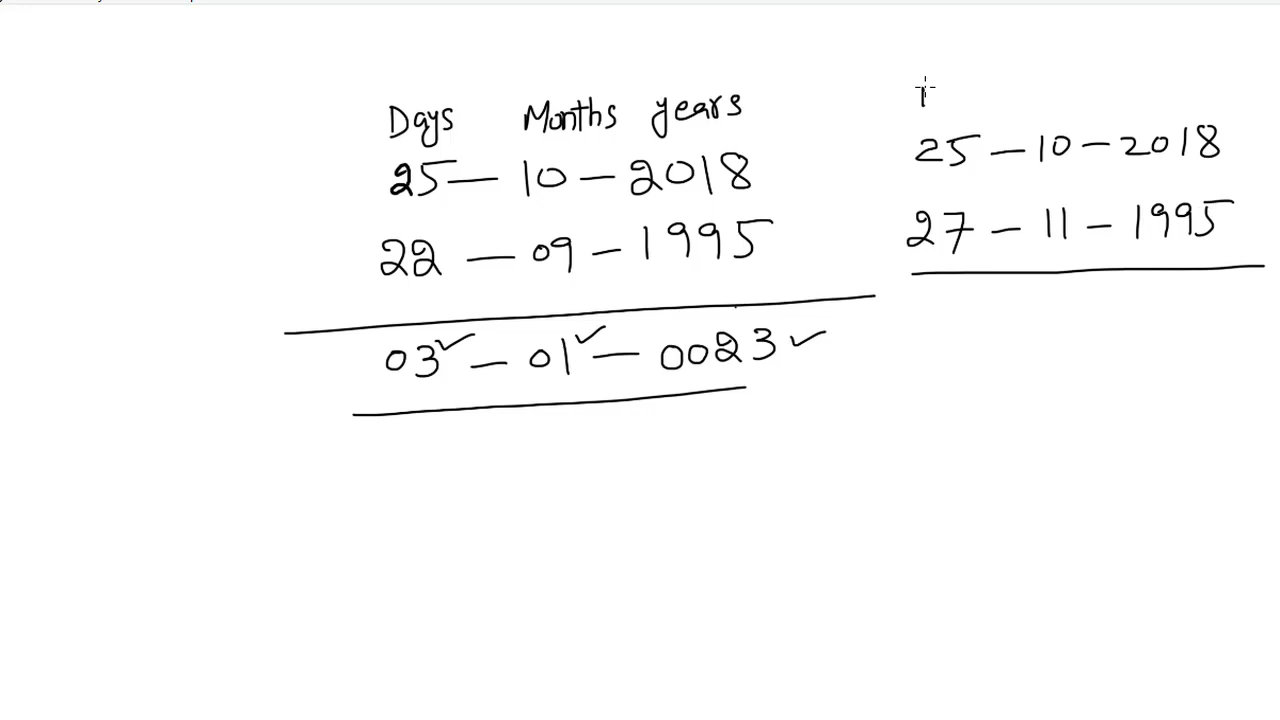 Days Months years
25 - 10 - 2018
22 - 09 - 1995
03 ✓ - 01 ✓ - 0023 ✓
25 - 10 - 2018
27 - 11 - 1995